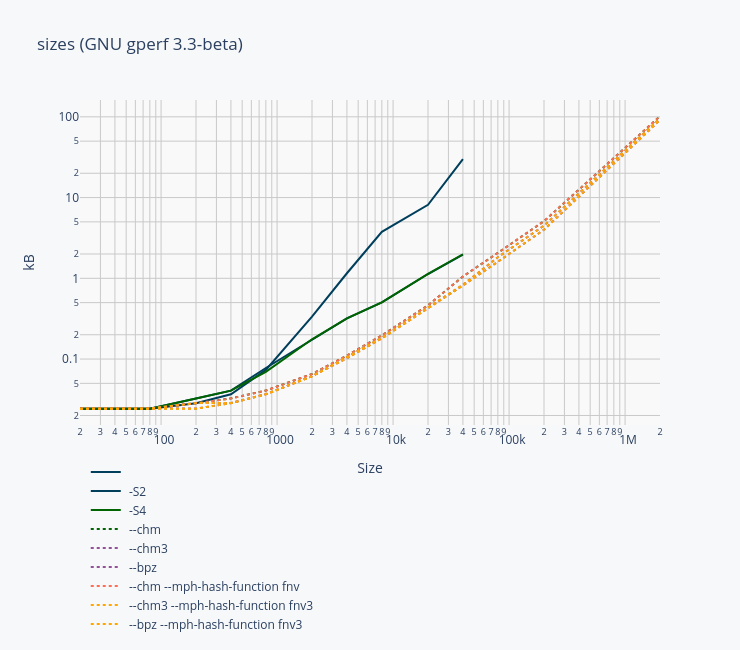 sizes (GNU gperf 3.3-beta)
100
5
2
10
5
2
1
5
2
0.1
5
2
kB
2 3 4 5 6 7 8 9 100 2 3 4 5 6 7 8 9 1000 2 3 4 5 6 7 8 9 10k 2 3 4 5 6 7 8 9 100k 2 3 4 5 6 7 8 9 1M 2
Size
-S2
-S4
--chm
--chm3
--bpz
--chm --mph-hash-function fnv
--chm3 --mph-hash-function fnv3
--bpz --mph-hash-function fnv3